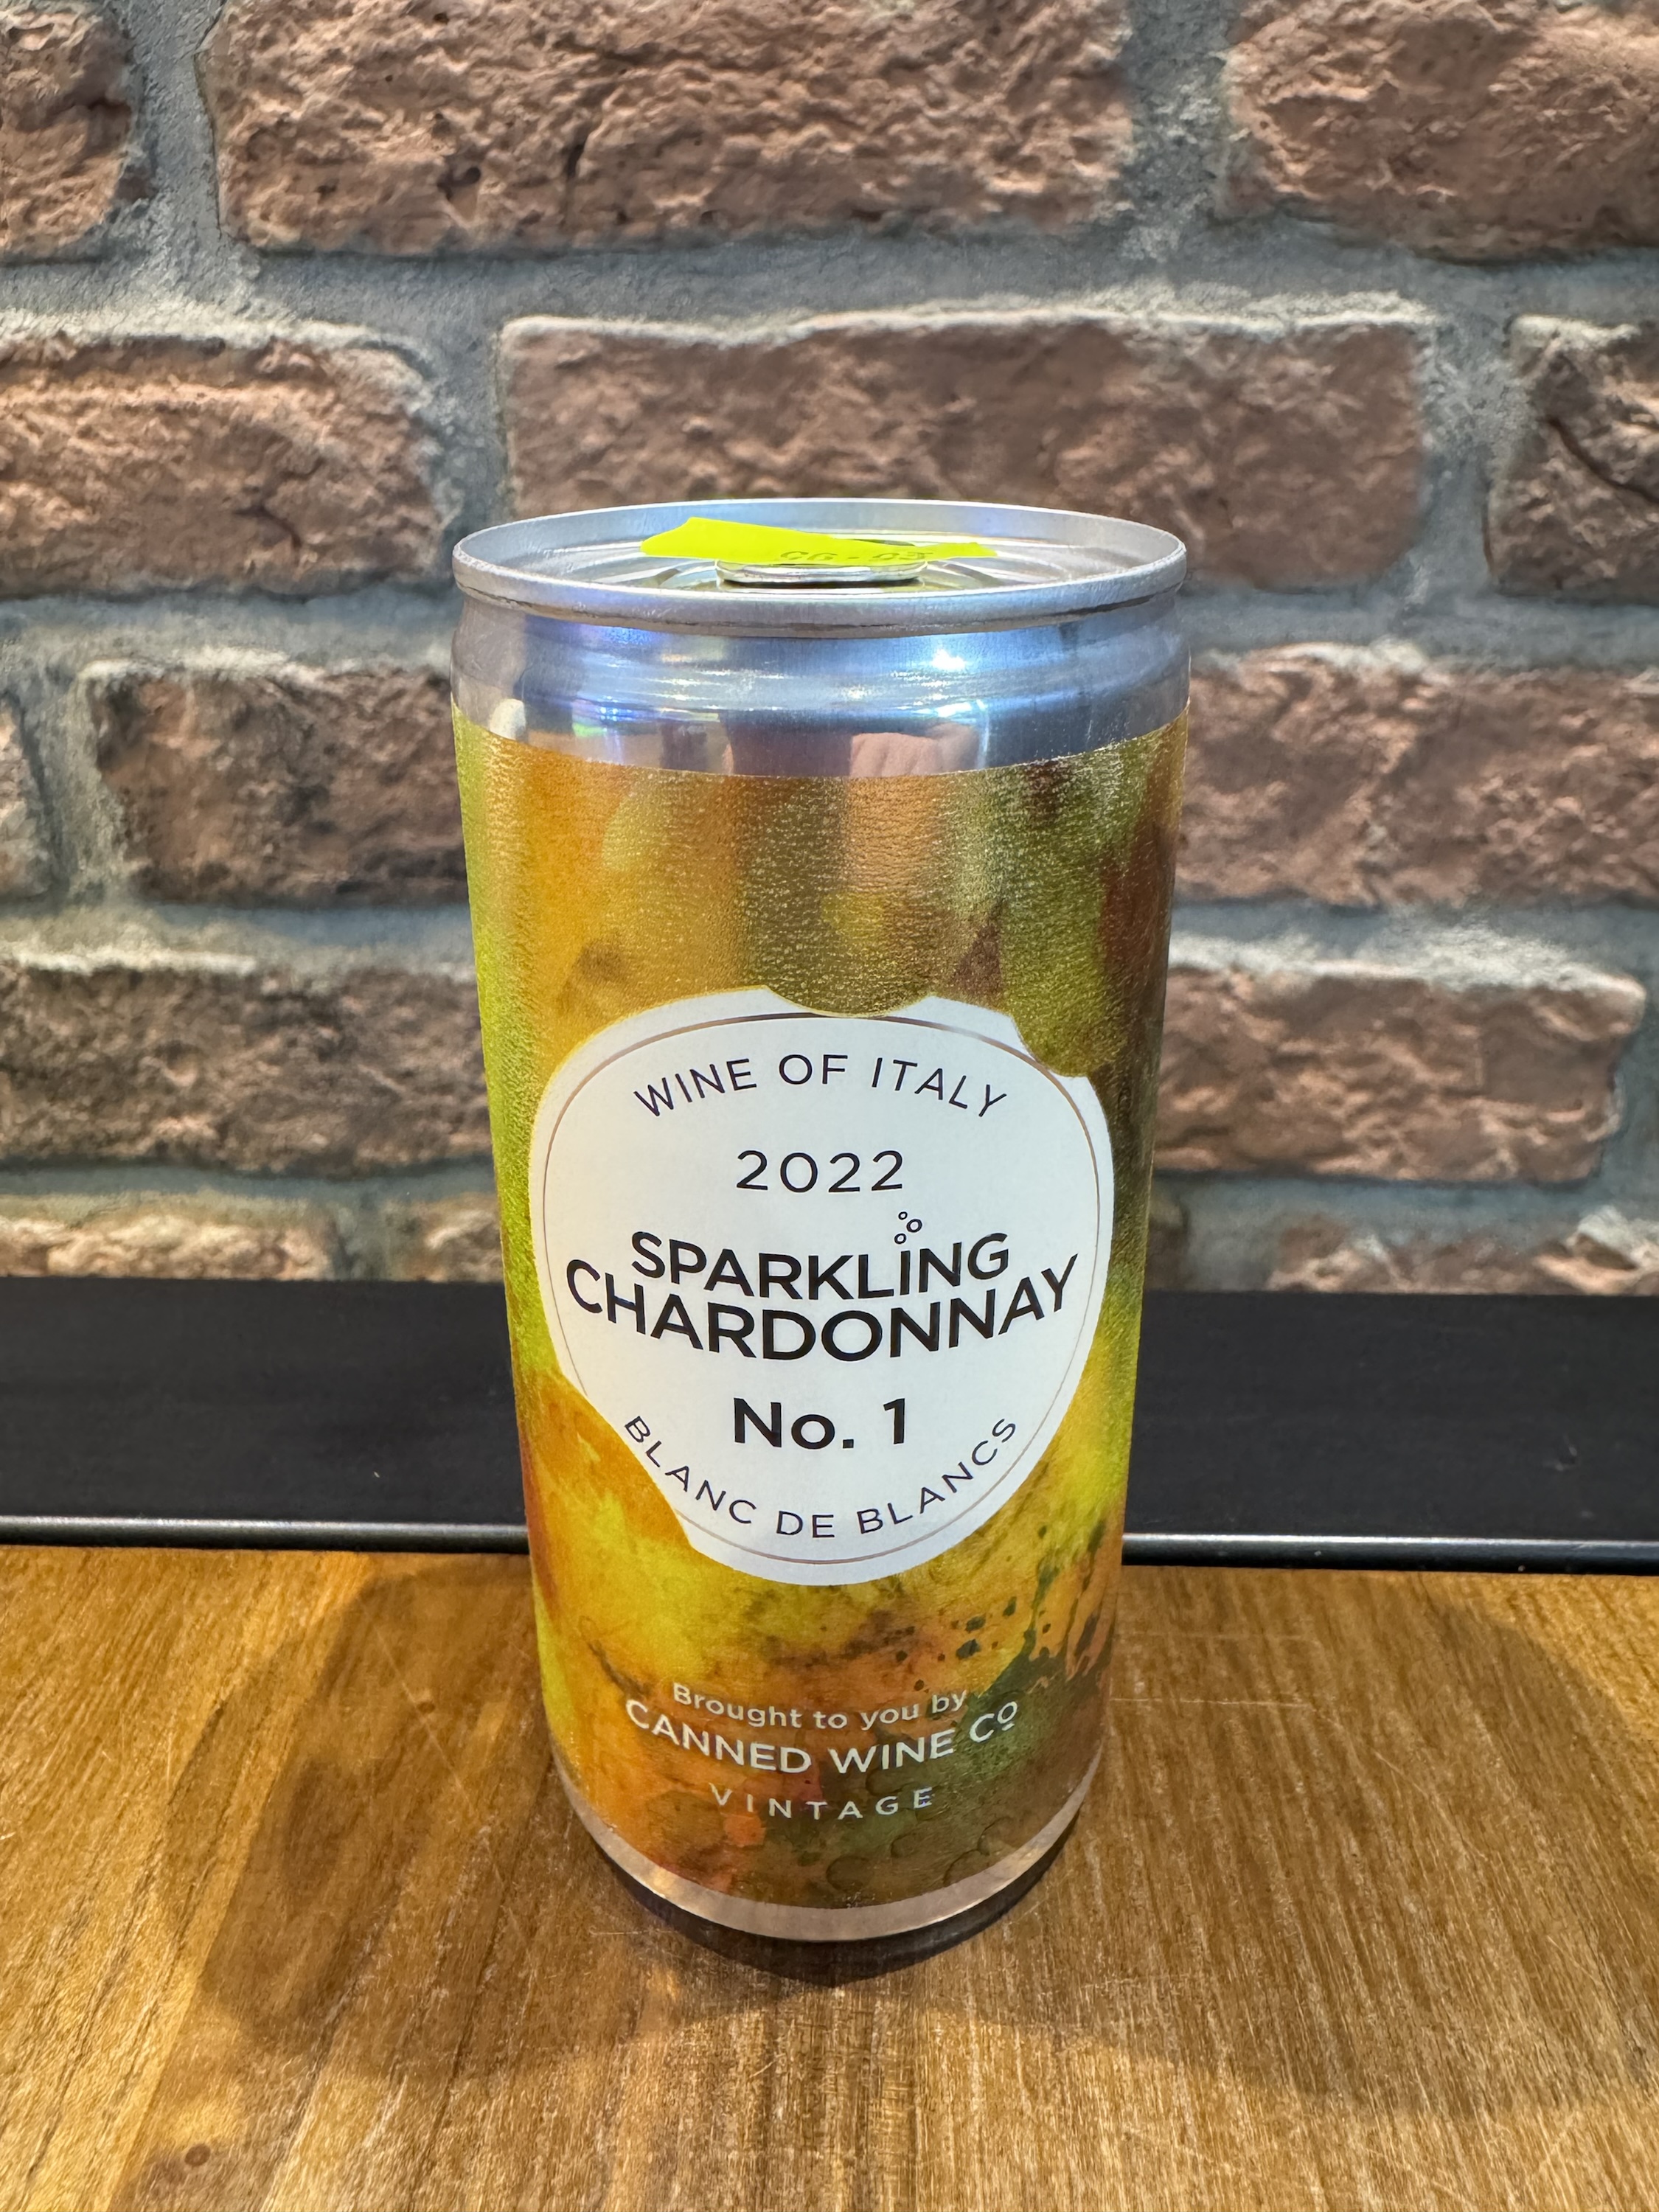 WINE OF ITALY
2022
SPARKLING
CHARDONNAY
No. 1
BLANC DE BLANCS
Brought to you by
CANNED WINE Cº
VINTAGE